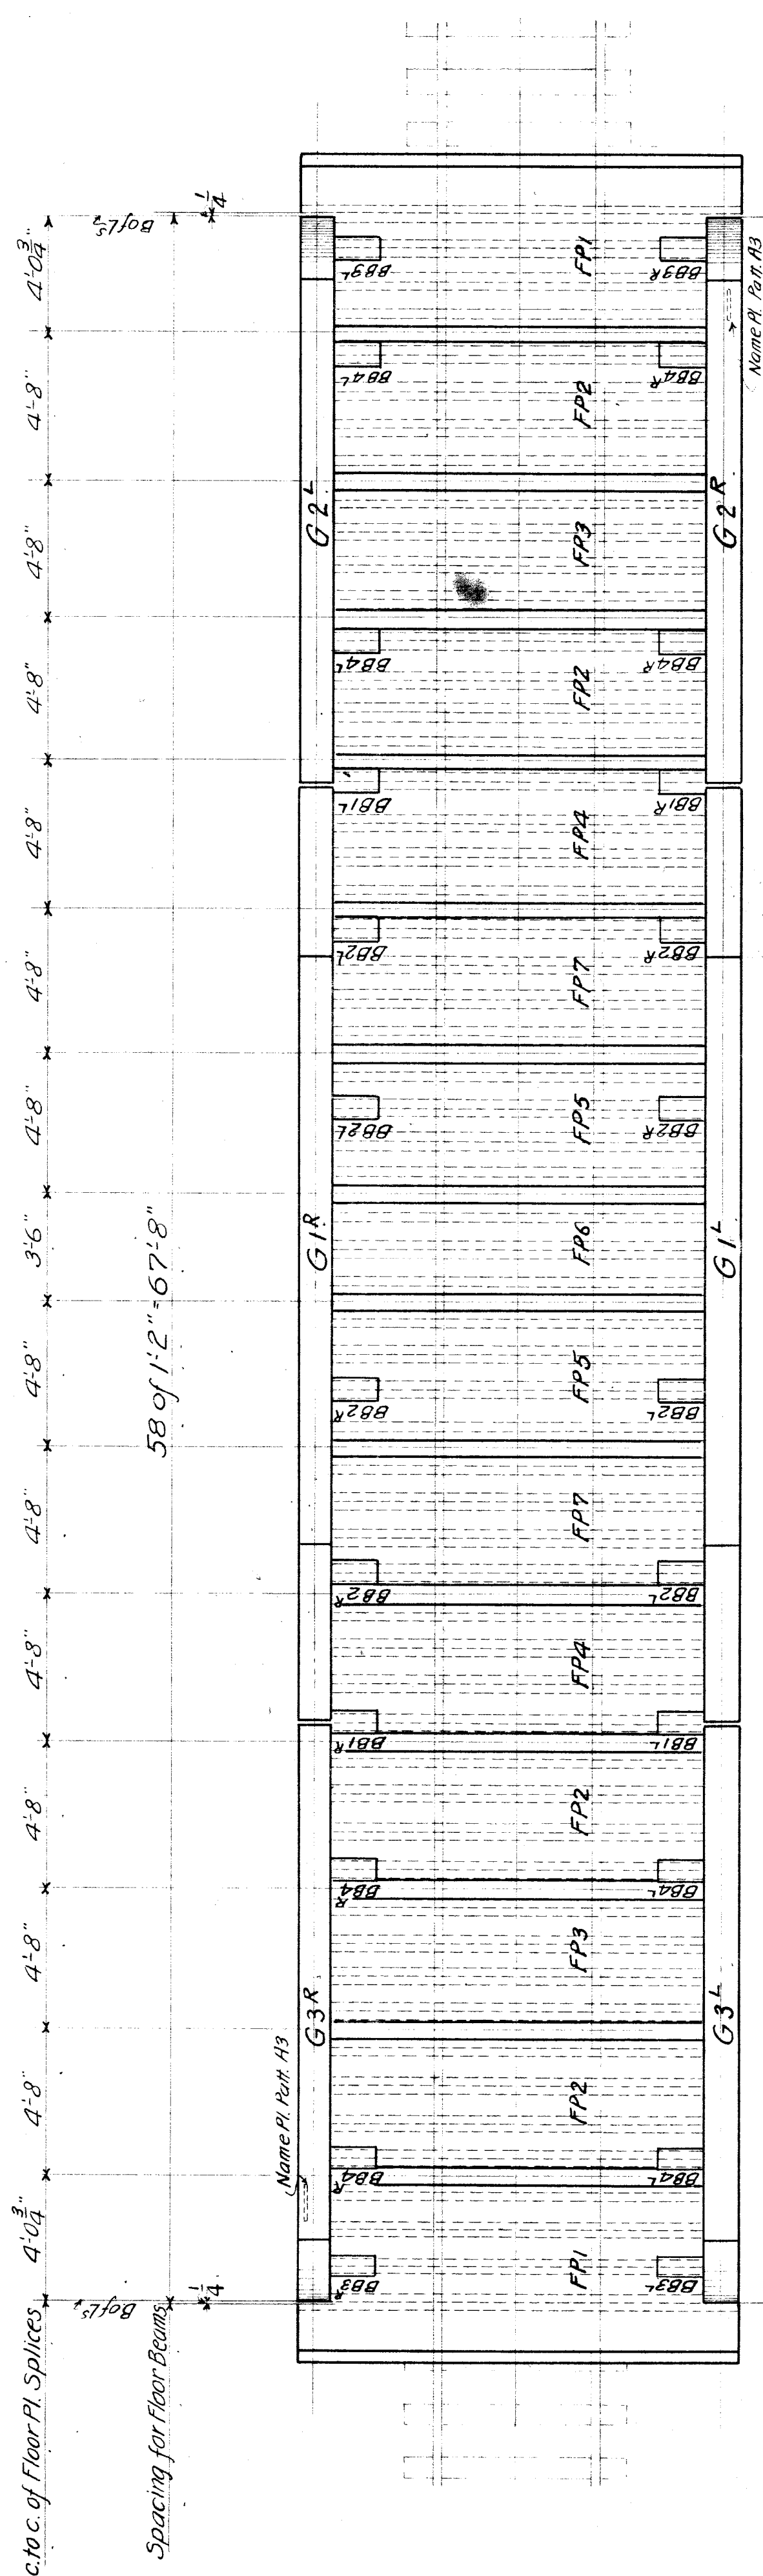 c. to c. of Floor Pl. Splices 4'-0¾" 4'-8" 4'-8" 4'-8" 4'-8" 4'-8" 4'-8" 3'-6" 4'-8" 4'-8" 4'-8" 4'-8" 4'-8" 4'-8" 4'-0¾"
B of Ls B of Ls
Spacing for Floor Beams 58 of 1'-2"=67'-8"
¼ ¼
Name Pl. Patt. A3
G3R G1R G2L
BB3R BB4R BB4R BB1R BB2R BB2R BB2L BB2L BB1L BB4L BB4L BB3L
FP1 FP2 FP3 FP2 FP4 FP7 FP5 FP6 FP5 FP7 FP4 FP2 FP3 FP2 FP1
BB3L BB4L BB4L BB1L BB2L BB2L BB2R BB2R BB1R BB4R BB4R BB3R
G3L G1L G2R
Name Pl. Patt. A3